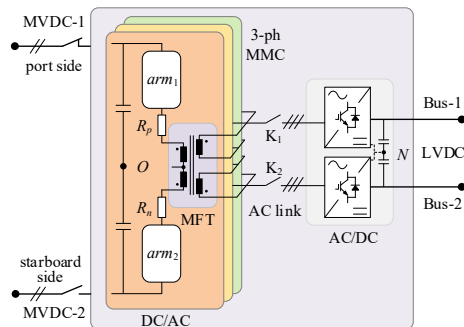 MVDC-1
port side
3-ph
MMC
arm1
Rp
K1
Bus-1
O
N
LVDC
K2
Rn
MFT
AC link
Bus-2
arm2
AC/DC
starboard
side
MVDC-2
DC/AC